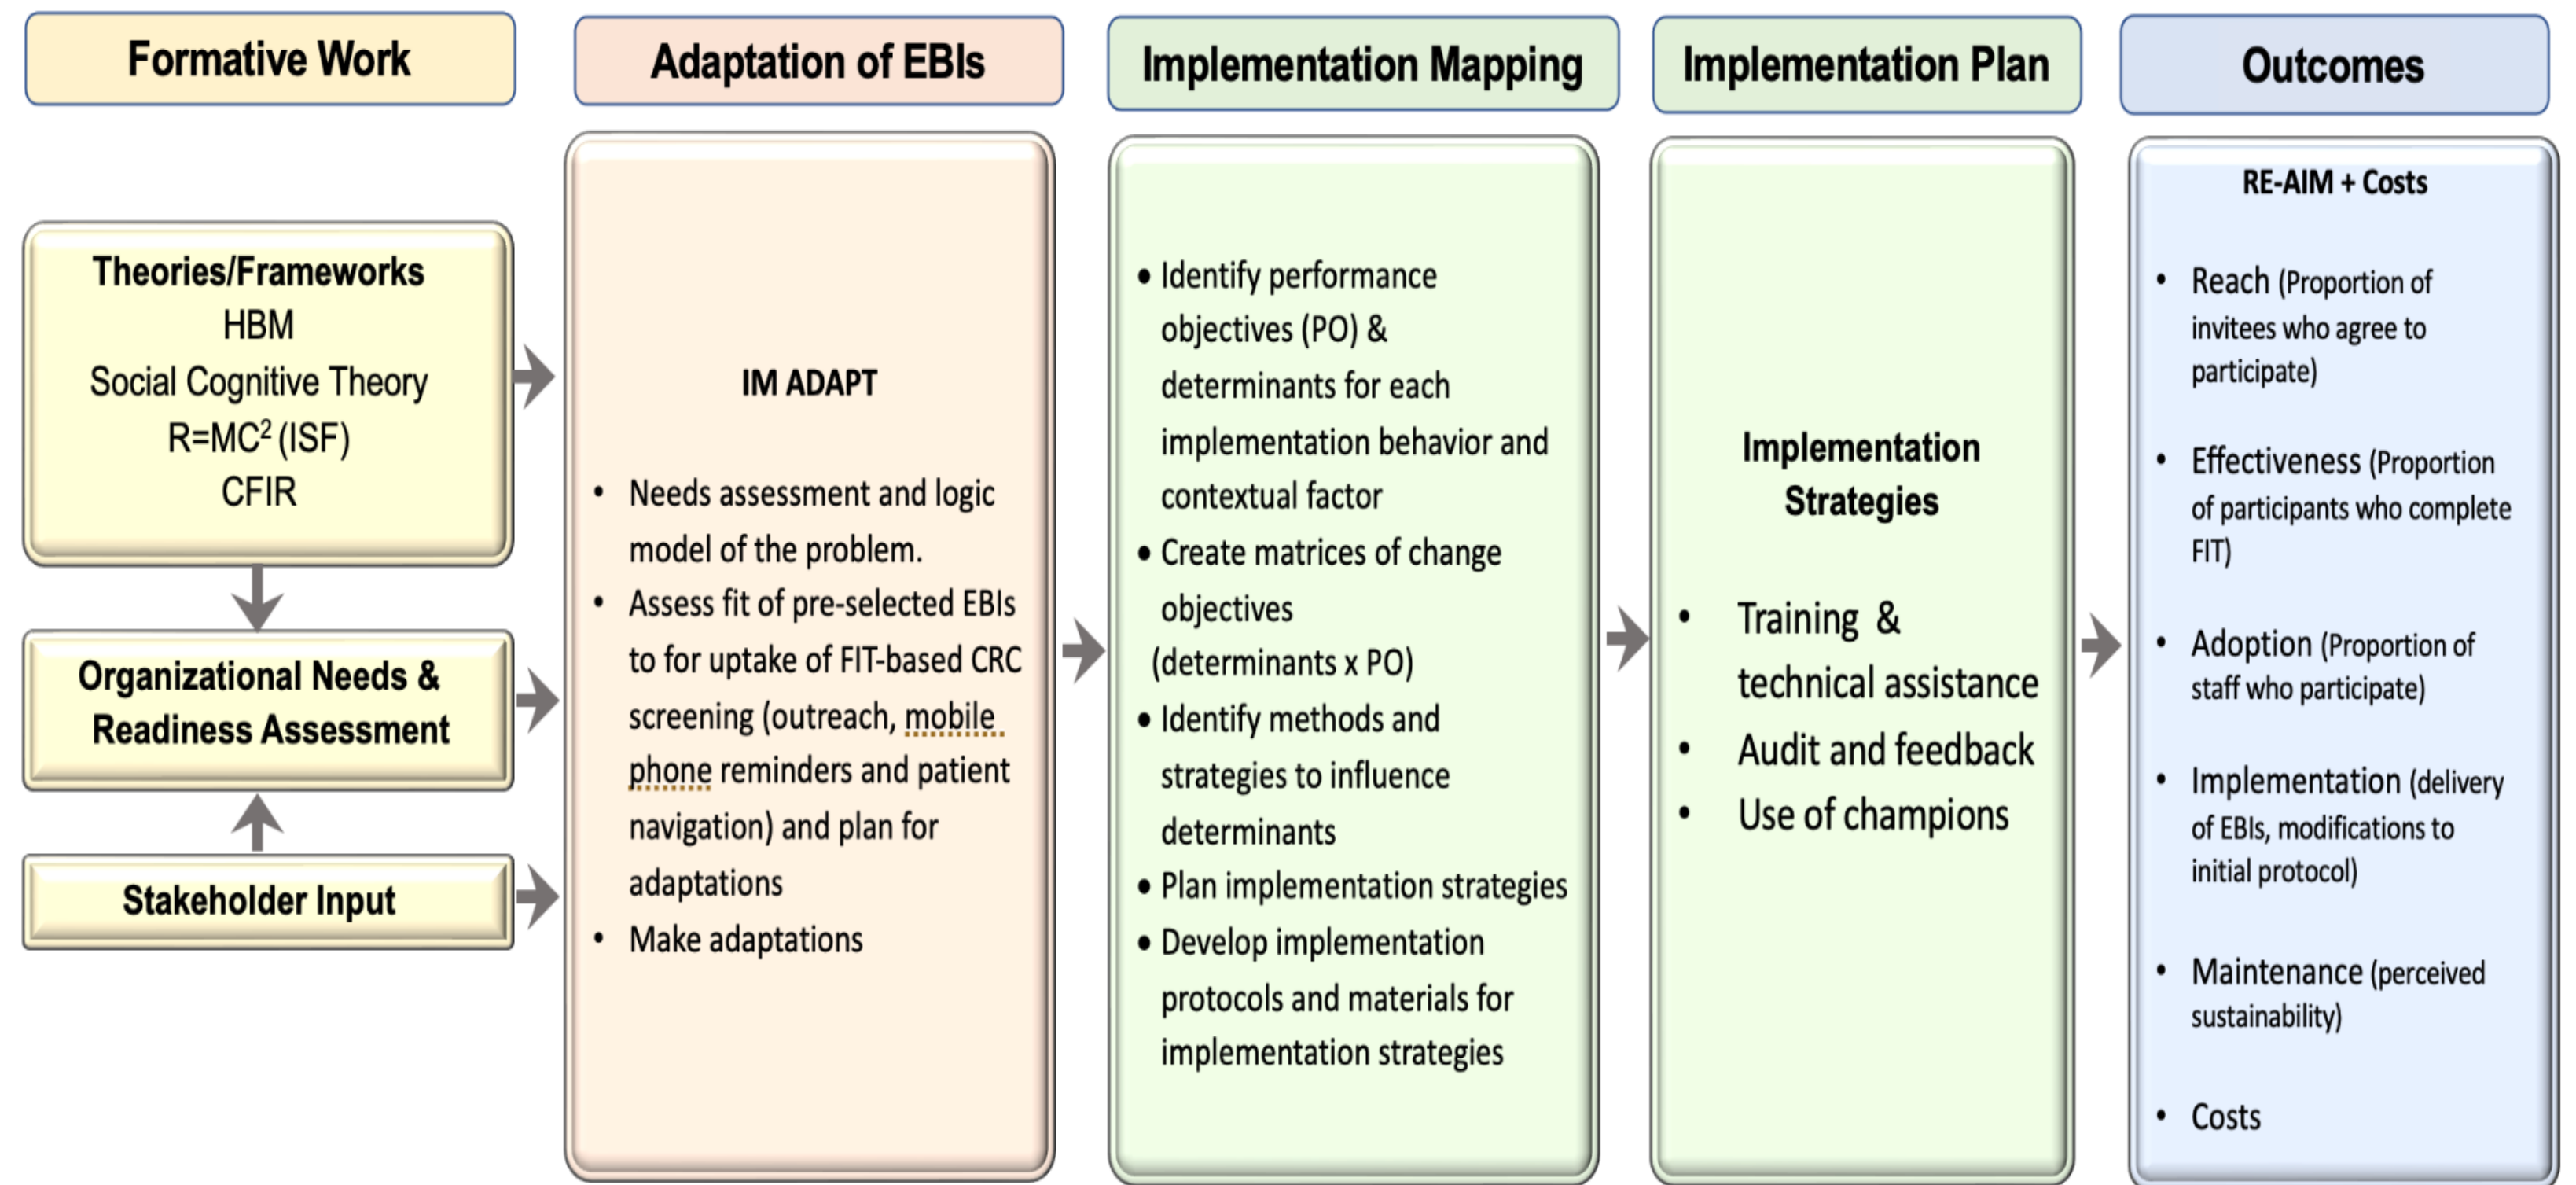 Formative Work
Adaptation of EBIs
Implementation Mapping
Implementation Plan
Outcomes
Theories/Frameworks
HBM
Social Cognitive Theory
R=MC² (ISF)
CFIR
Organizational Needs &
Readiness Assessment
Stakeholder Input
IM ADAPT
• Needs assessment and logic
model of the problem.
• Assess fit of pre-selected EBIs
to for uptake of FIT-based CRC
screening (outreach, mobile
phone reminders and patient
navigation) and plan for
adaptations
• Make adaptations
• Identify performance
objectives (PO) &
determinants for each
implementation behavior and
contextual factor
• Create matrices of change
objectives
(determinants x PO)
• Identify methods and
strategies to influence
determinants
• Plan implementation strategies
• Develop implementation
protocols and materials for
implementation strategies
Implementation
Strategies
• Training &
technical assistance
• Audit and feedback
• Use of champions
RE-AIM + Costs
• Reach (Proportion of
invitees who agree to
participate)
• Effectiveness (Proportion
of participants who complete
FIT)
• Adoption (Proportion of
staff who participate)
• Implementation (delivery
of EBIs, modifications to
initial protocol)
• Maintenance (perceived
sustainability)
• Costs